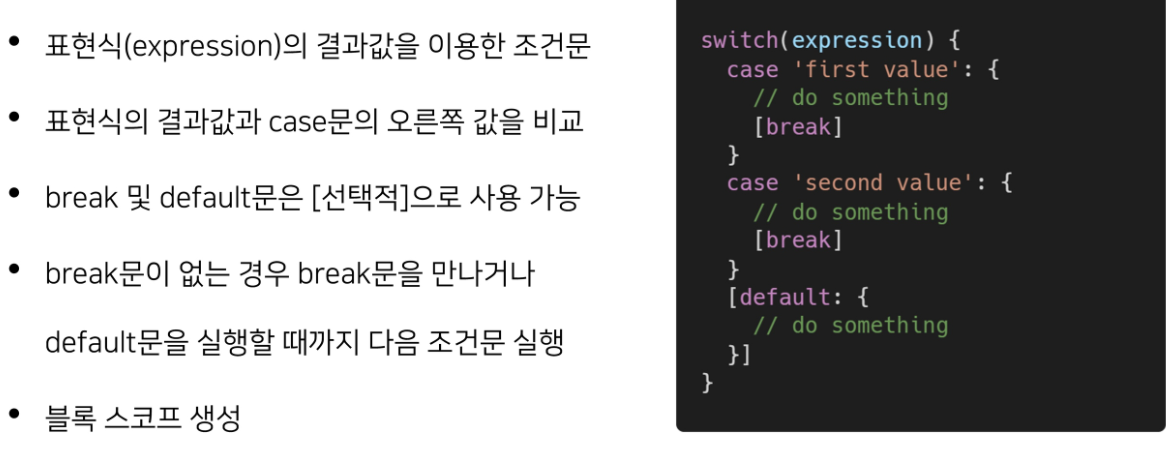 • 표현식(expression)의 결과값을 이용한 조건문
• 표현식의 결과값과 case문의 오른쪽 값을 비교
• break 및 default문은 [선택적]으로 사용 가능
• break문이 없는 경우 break문을 만나거나
default문을 실행할 때까지 다음 조건문 실행
• 블록 스코프 생성
switch(expression) {
  case 'first value': {
    // do something
    [break]
  }
  case 'second value': {
    // do something
    [break]
  }
  [default: {
    // do something
  }]
}